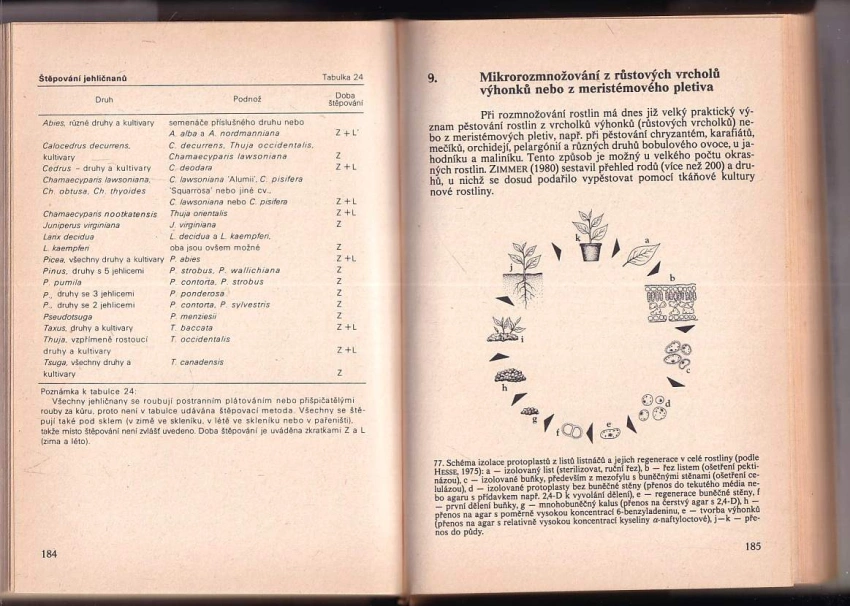 Štěpování jehličnanů Tabulka 24
Druh Podnož Doba štěpování
Abies, různé druhy a kultivary semenáče příslušného druhu nebo
A. alba a A. nordmanniana Z + L
Calocedrus decurrens, C. decurrens, Thuja occidentalis,
kultivary Chamaecyparis lawsoniana Z
Cedrus – druhy a kultivary C. deodara Z + L
Chamaecyparis lawsoniana, C. lawsoniana 'Alumii', C. pisifera
Ch. obtusa, Ch. thyoides 'Squarrosa' nebo jiné cv.,
C. lawsoniana nebo C. pisifera Z + L
Chamaecyparis nootkatensis Thuja orientalis Z + L
Juniperus virginiana J. virginiana Z
Larix decidua L. decidua a L. kaempferi,
L. kaempferi oba jsou ovšem možné Z
Picea, všechny druhy a kultivary P. abies Z + L
Pinus, druhy s 5 jehlicemi P. strobus, P. wallichiana Z
P. pumila P. contorta, P. strobus Z
P., druhy se 3 jehlicemi P. ponderosa Z
P., druhy se 2 jehlicemi P. contorta, P. sylvestris Z
Pseudotsuga P. menziesii Z
Taxus, druhy a kultivary T. baccata Z + L
Thuja, vzpřímeně rostoucí T. occidentalis
druhy a kultivary Z + L
Tsuga, všechny druhy a T. canadensis
kultivary Z
Poznámka k tabulce 24:
Všechny jehličnany se roubují postranním plátováním nebo přišpičatělými
rouby za kůru, proto není v tabulce udávána štěpovací metoda. Všechny se ště-
pují také pod sklem (v zimě ve skleníku, v létě ve skleníku nebo v pařeništi),
takže místo štěpování není zvlášť uvedeno. Doba štěpování je uváděna zkratkami Z a L
(zima a léto).
184
9. Mikrorozmnožování z růstových vrcholů
výhonků nebo z meristémového pletiva
Při rozmnožování rostlin má dnes již velký praktický vý-
znam pěstování rostlin z vrcholků výhonků (růstových vrcholků) ne-
bo z meristémových pletiv, např. při pěstování chryzantém, karafiátů,
mečíků, orchidejí, pelargónií a různých druhů bobulového ovoce, u ja-
hodníku a maliníku. Tento způsob je možný u velkého počtu okras-
ných rostlin. ZIMMER (1980) sestavil přehled rodů (více než 200) a dru-
hů, u nichž se dosud podařilo vypěstovat pomocí tkáňové kultury
nové rostliny.
k
a
j
b
i
c
h
d
g
f
e
77. Schéma izolace protoplastů z listů listnáčů a jejich regenerace v celé rostliny (podle
HESSE, 1975): a — izolovaný list (sterilizovat, ruční řez), b — řez listem (ošetření pekti-
názou), c — izolované buňky, především z mezofylu s buněčnými stěnami (ošetření ce-
lulázou), d — izolované protoplasty bez buněčné stěny (přenos do tekutého média ne-
bo agaru s přídavkem např. 2,4-D k vyvolání dělení), e — regenerace buněčné stěny, f
— první dělení buňky, g — mnohobuněčný kalus (přenos na čerstvý agar s 2,4-D), h —
přenos na agar s poměrně vysokou koncentrací 6-benzyladeninu, e — tvorba výhonků
(přenos na agar s relativně vysokou koncentrací kyseliny α-naftyloctové), j—k — pře-
nos do půdy.
185